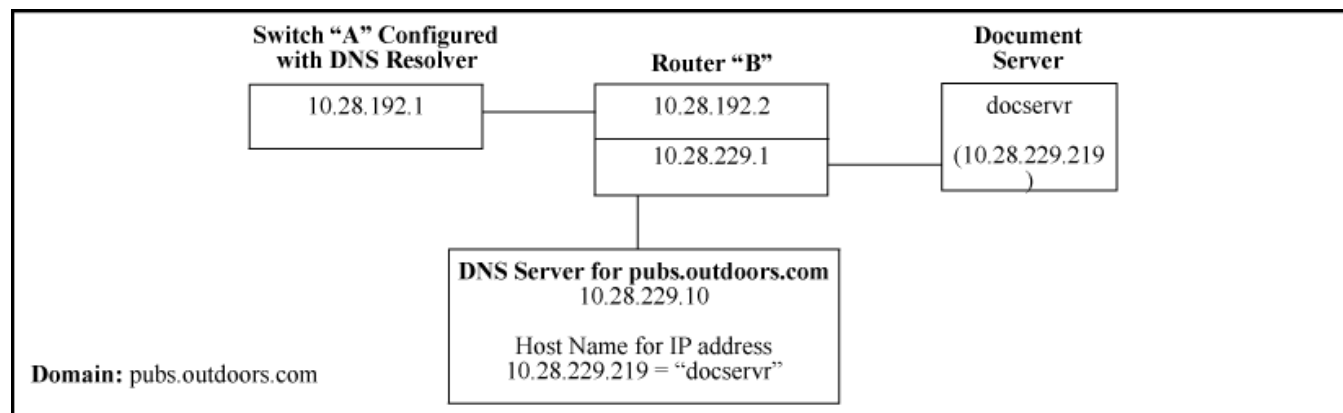 Switch “A” Configured
with DNS Resolver
10.28.192.1
Router “B”
10.28.192.2
10.28.229.1
Document
Server
docservr
(10.28.229.219
)
DNS Server for pubs.outdoors.com
10.28.229.10
Host Name for IP address
10.28.229.219 = “docservr”
Domain: pubs.outdoors.com